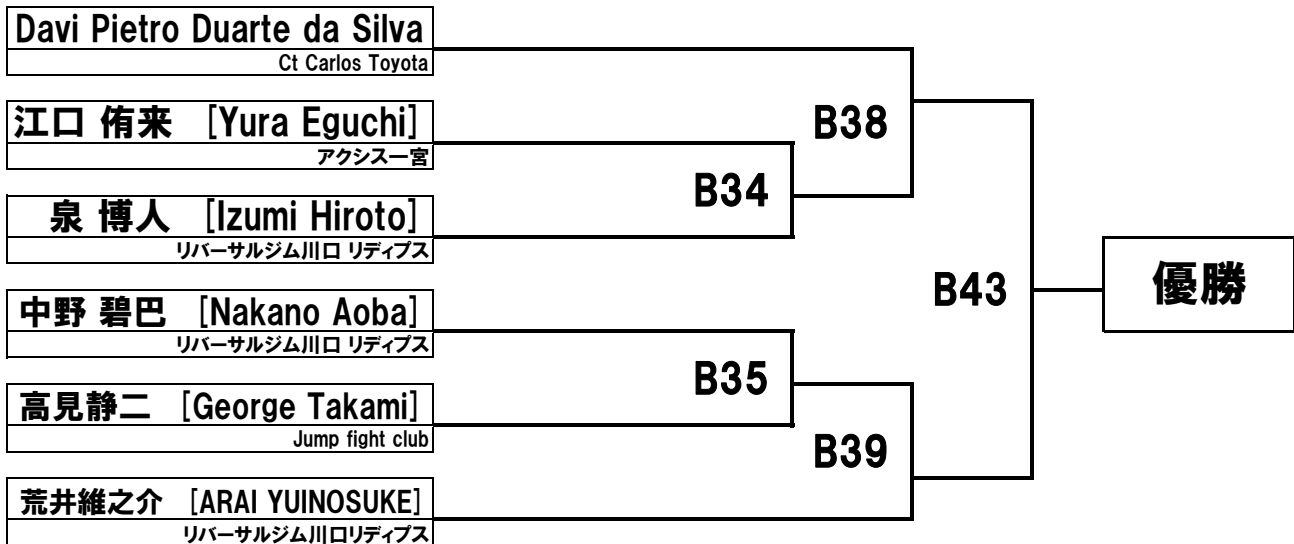 Davi Pietro Duarte da Silva
Ct Carlos Toyota
江口 侑来 [Yura Eguchi]
アクシス一宮
泉 博人 [Izumi Hiroto]
リバーサルジム川口 リディプス
中野 碧巴 [Nakano Aoba]
リバーサルジム川口 リディプス
高見静二 [George Takami]
Jump fight club
荒井維之介 [ARAI YUINOSUKE]
リバーサルジム川口リディプス
B34
B35
B38
B39
B43
優勝